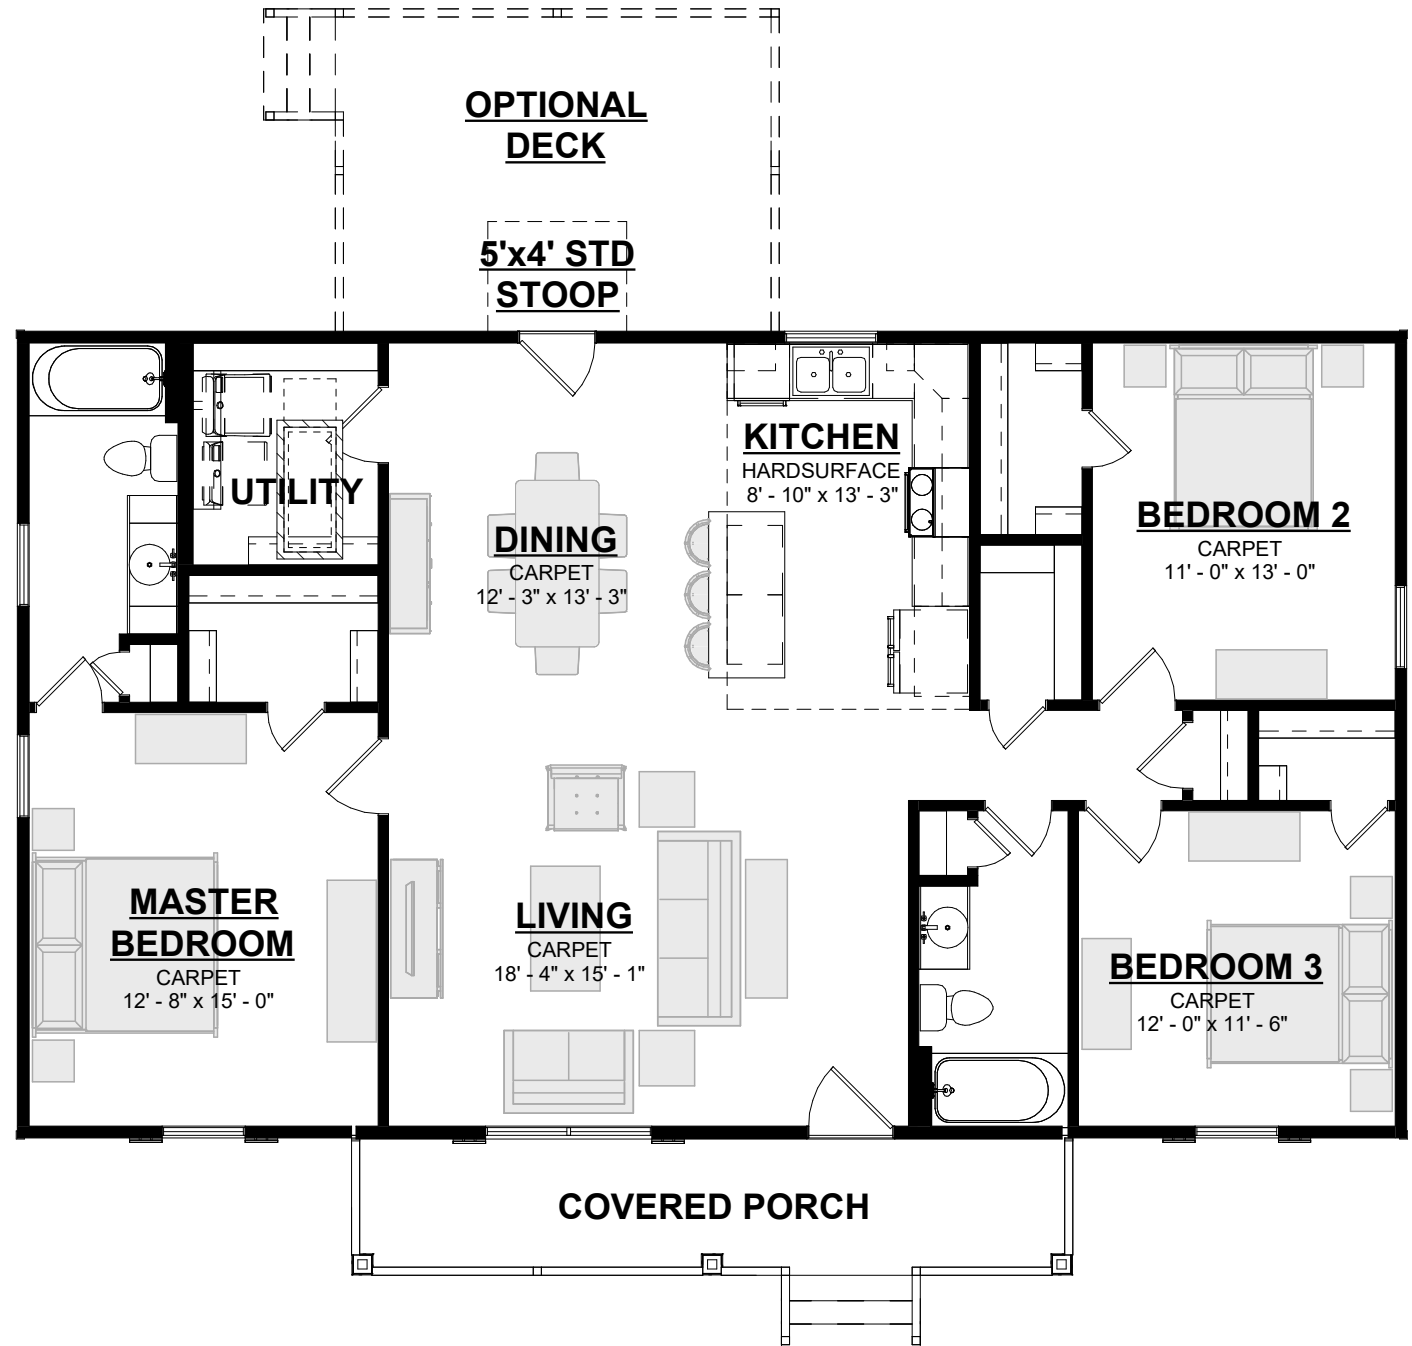 OPTIONAL
DECK
5'x4' STD
STOOP
KITCHEN
HARDSURFACE
8' - 10" x 13' - 3"
UTILITY
DINING
CARPET
12' - 3" x 13' - 3"
BEDROOM 2
CARPET
11' - 0" x 13' - 0"
MASTER
BEDROOM
CARPET
12' - 8" x 15' - 0"
LIVING
CARPET
18' - 4" x 15' - 1"
BEDROOM 3
CARPET
12' - 0" x 11' - 6"
COVERED PORCH